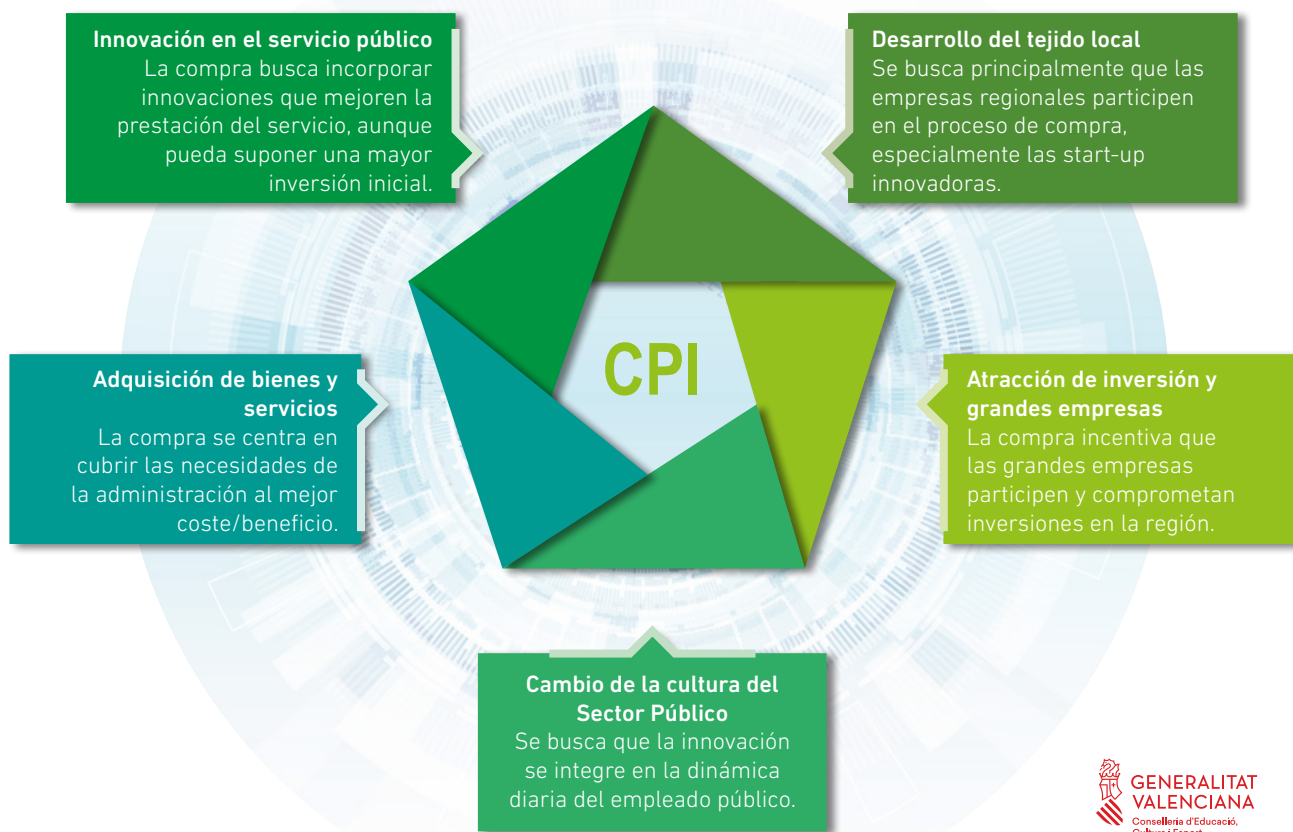 Innovación en el servicio público
La compra busca incorporar
innovaciones que mejoren la
prestación del servicio, aunque
pueda suponer una mayor
inversión inicial.
Desarrollo del tejido local
Se busca principalmente que las
empresas regionales participen
en el proceso de compra,
especialmente las start-up
innovadoras.
CPI
Adquisición de bienes y
servicios
La compra se centra en
cubrir las necesidades de
la administración al mejor
coste/beneficio.
Atracción de inversión y
grandes empresas
La compra incentiva que
las grandes empresas
participen y comprometan
inversiones en la región.
Cambio de la cultura del
Sector Público
Se busca que la innovación
se integre en la dinámica
diaria del empleado público.
GENERALITAT
VALENCIANA
Conselleria d'Educació,
Cultura i Esport